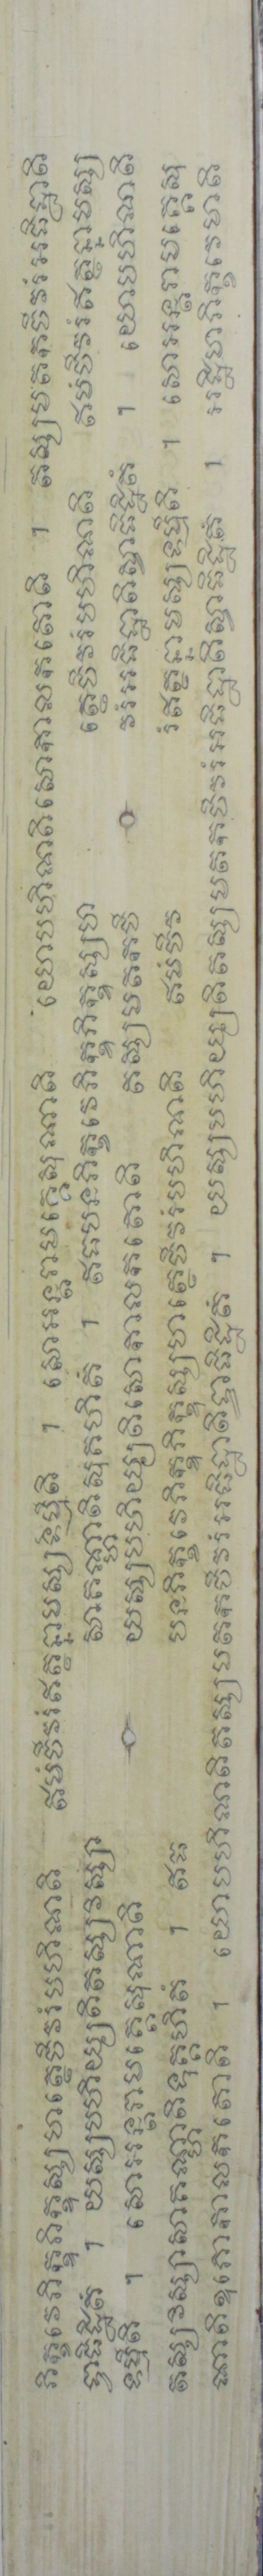 ភិក្ខវេភិក្ខុភិក្ខុស្សហត្ថេចីវរំបហិណតិ ឥមំចីវរំឥត្ថន្នាមស្សទម្មីតិ ។ សោអន្តរាមគ្គេសុណាតិ យោបហិណតិសោកាលកតោតិ ។ តស្សមតកចីវរំអធិដ្ឋាតិ
ទ្វាធិដ្ឋិតំ ។ យស្សបហិយ្យតិតស្សវិស្សា សាគណ្ហាតិសុគហិតំ ។ ឥធបនភិក្ខវេភិក្ខុភិក្ខុស្សហ ត្ថេចីវរំបហិណតិ ឥមំចីវរំឥត្ថន្នាមស្ស
ទម្មីតិ ។ សោអន្តរាមគ្គេសុណាតិ យស្សបហិយ្យតិសោកាលកតោតិ តស្សមតកចី វរំអធិដ្ឋាតិស្វាធិដ្ឋិតំ ។ យោបហិណតិ
តស្សវិស្សាសាគណ្ហាតិទុគ្គហិតំ ។ ឥធ បនភិក្ខវេភិក្ខុភិក្ខុស្សហត្ថេចីវរំបហិណតិ ឥមំចីវ រំឥត្ថន្នាមស្សទម្មីតិ ។ សោអន្តរាមគ្គេសុ
ណាតិឧភោកាលកតោតិ ។ យោបហិណតិតស្សមតកចីវរំអធិដ្ឋាតិទ្វាធិដ្ឋិតំ ។ យស្សបហិយ្យតិតស្សមតកចីវរំអធិដ្ឋាតិស្វាធិដ្ឋិតំ ។ អដ្ឋិមាភិក្ខវេមាតិ